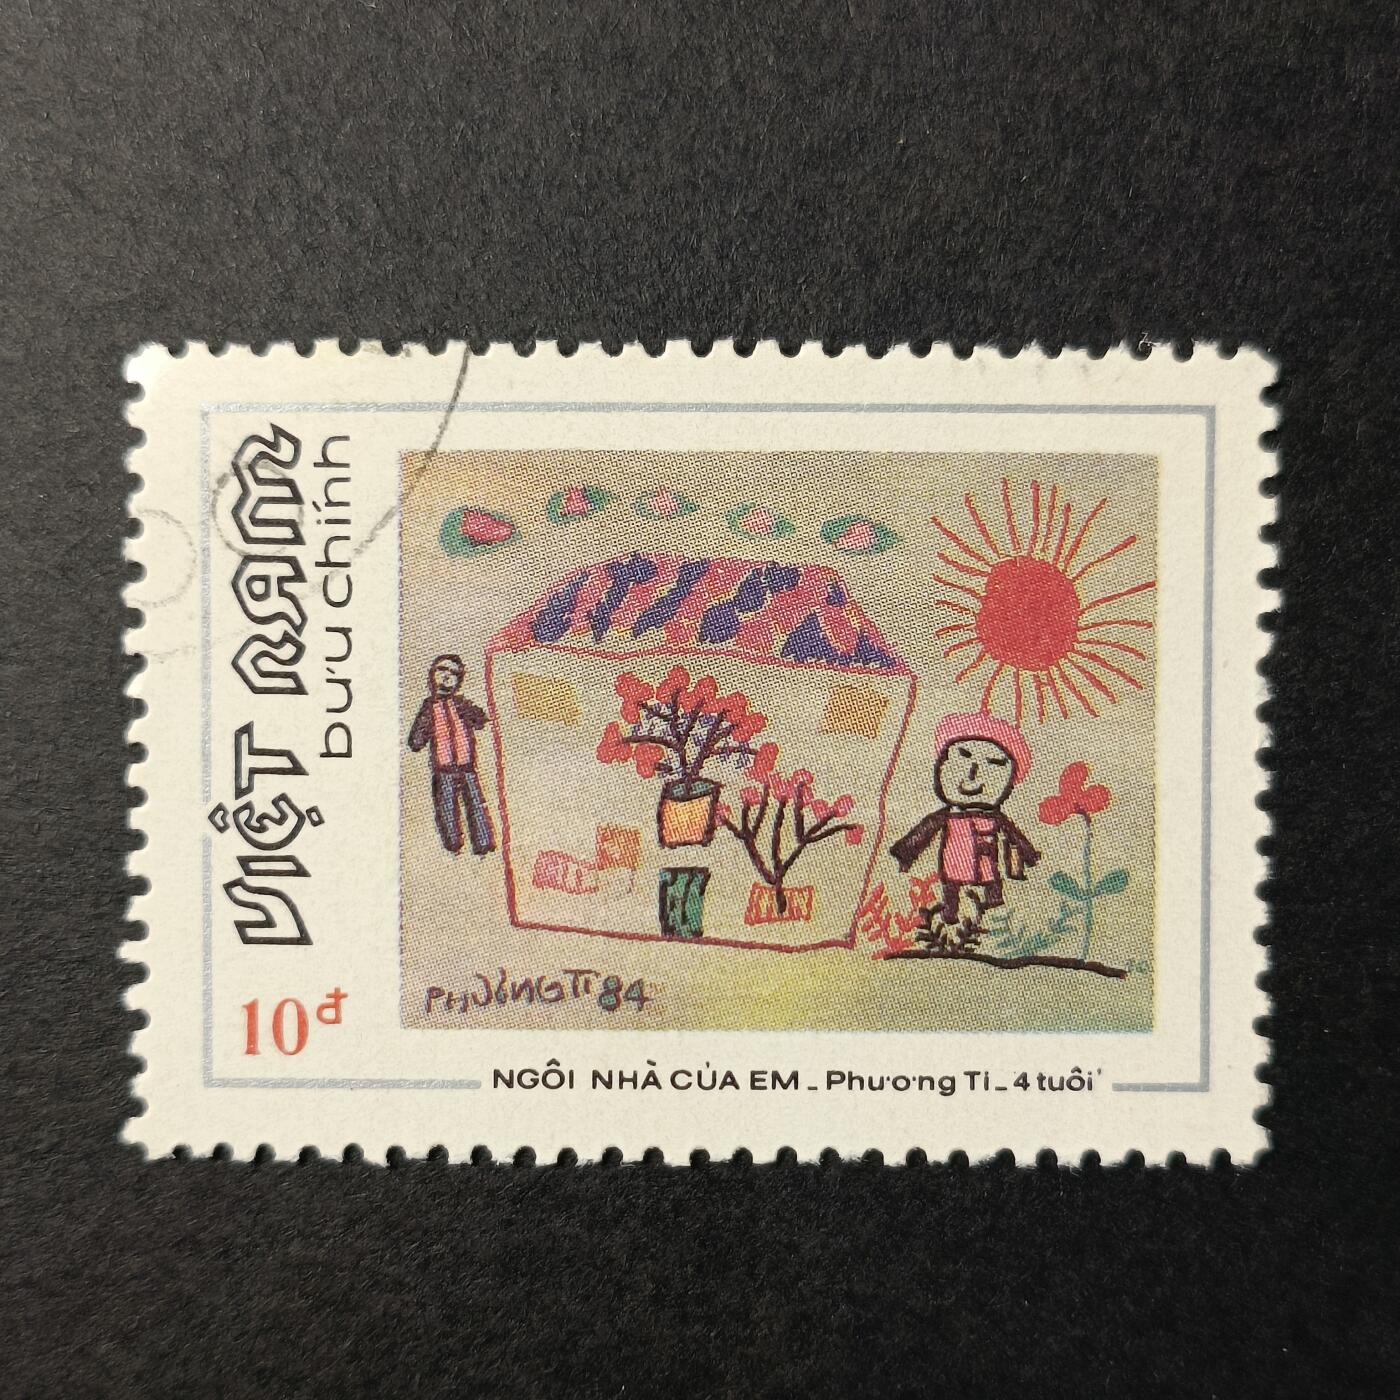 VIỆT NAM
bưu chính
10đ
PHƯƠNG TI 84
NGÔI NHÀ CỦA EM - Phương Ti - 4 tuổi